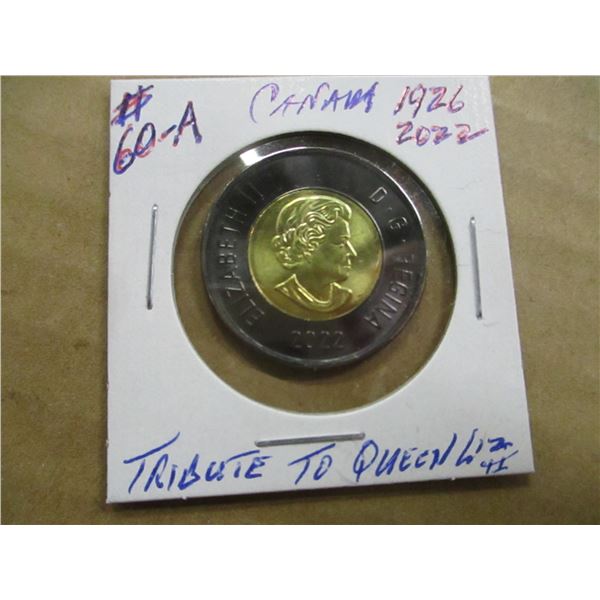 # CANADA 1926
60-A 2022
ELIZABETH II D · G · REGINA
2022
TRIBUTE TO QUEEN LIZ II